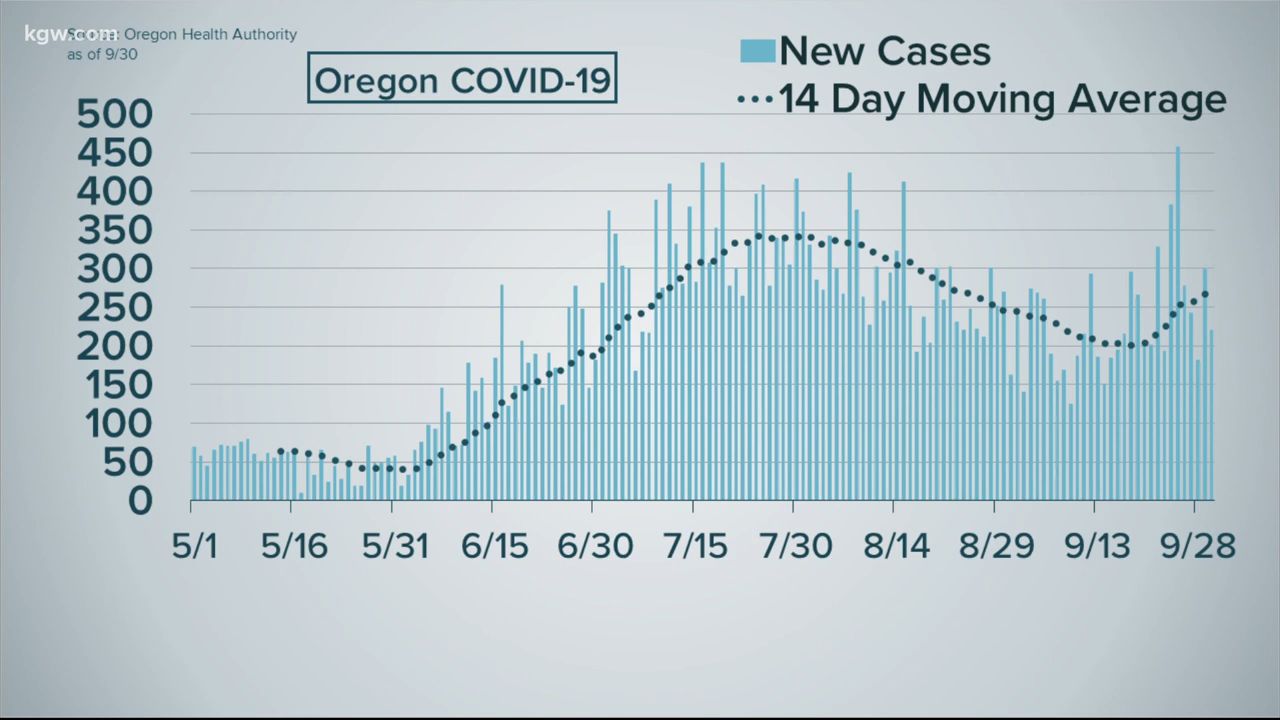 kgw.com
Oregon Health Authority
as of 9/30
Oregon COVID-19
New Cases
14 Day Moving Average
500
450
400
350
300
250
200
150
100
50
0
5/1 5/16 5/31 6/15 6/30 7/15 7/30 8/14 8/29 9/13 9/28